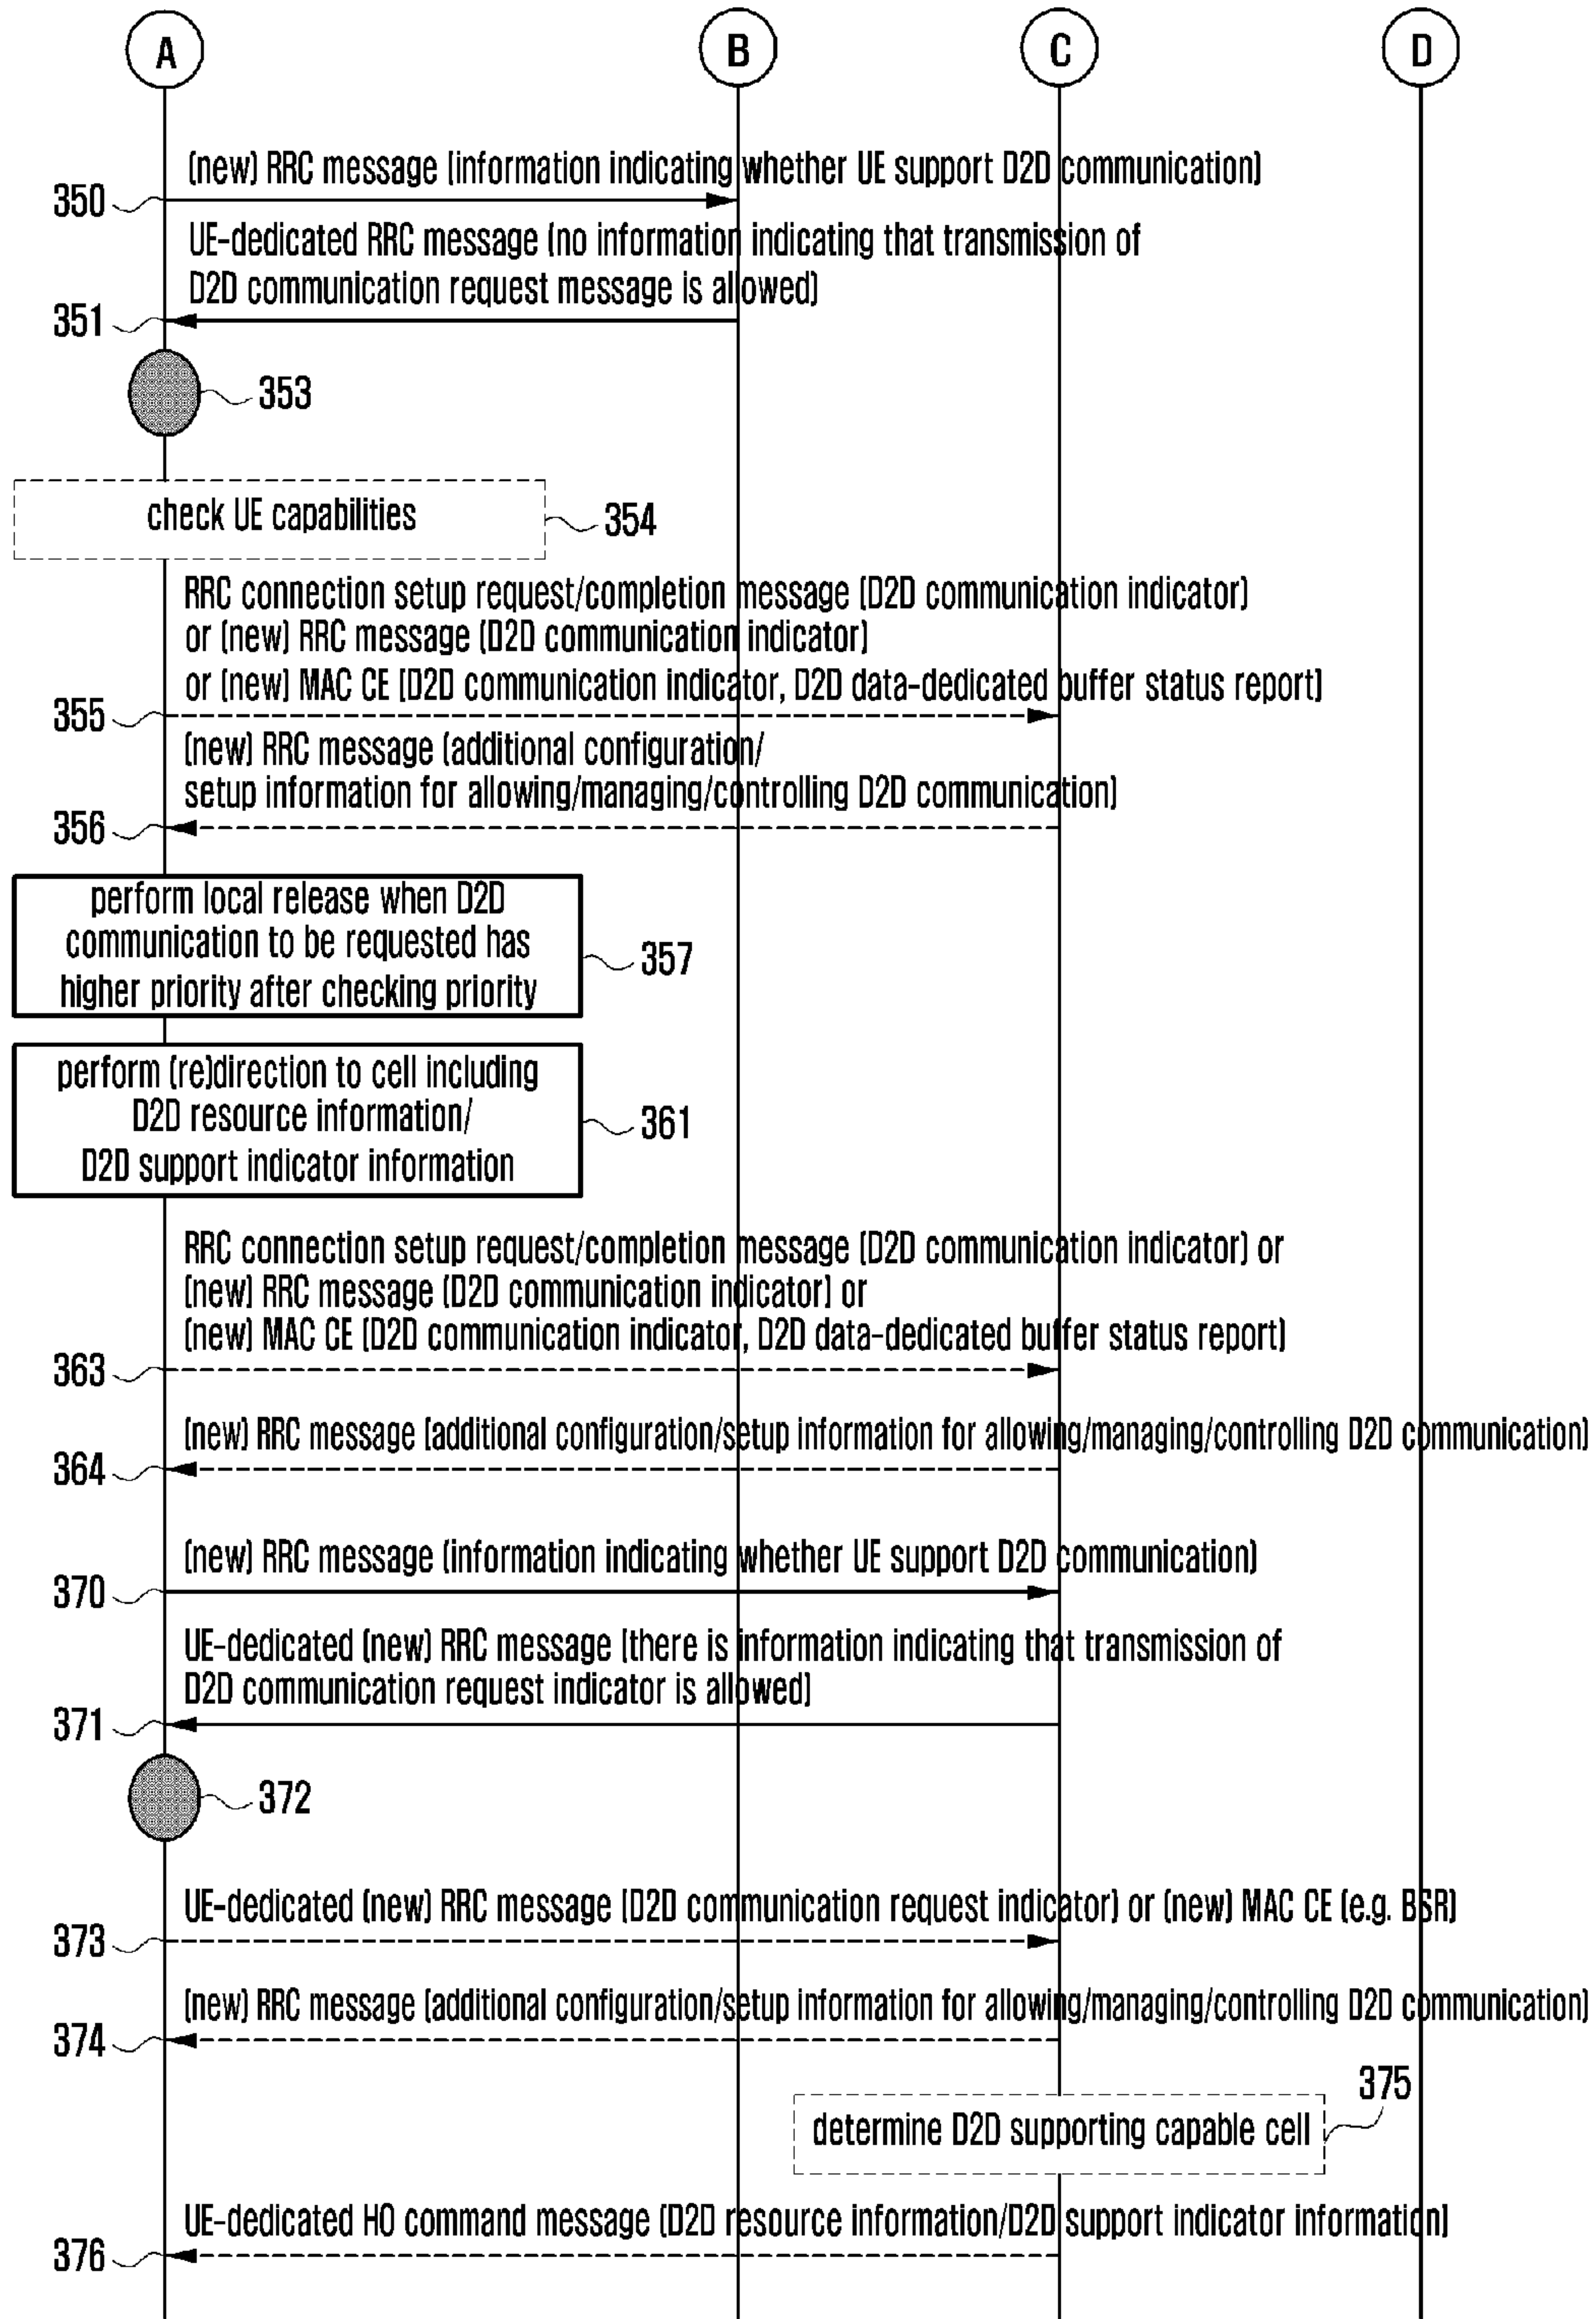 A B C D
(new) RRC message (information indicating whether UE support D2D communication)
350
UE-dedicated RRC message (no information indicating that transmission of
D2D communication request message is allowed)
351
353
check UE capabilities
354
RRC connection setup request/completion message (D2D communication indicator)
or (new) RRC message (D2D communication indicator)
or (new) MAC CE (D2D communication indicator, D2D data-dedicated buffer status report)
355
(new) RRC message (additional configuration/
setup information for allowing/managing/controlling D2D communication)
356
perform local release when D2D
communication to be requested has
higher priority after checking priority
357
perform (re)direction to cell including
D2D resource information/
D2D support indicator information
361
RRC connection setup request/completion message (D2D communication indicator) or
(new) RRC message (D2D communication indicator) or
(new) MAC CE (D2D communication indicator, D2D data-dedicated buffer status report)
363
(new) RRC message (additional configuration/setup information for allowing/managing/controlling D2D communication)
364
(new) RRC message (information indicating whether UE support D2D communication)
370
UE-dedicated (new) RRC message (there is information indicating that transmission of
D2D communication request indicator is allowed)
371
372
UE-dedicated (new) RRC message (D2D communication request indicator) or (new) MAC CE (e.g. BSR)
373
(new) RRC message (additional configuration/setup information for allowing/managing/controlling D2D communication)
374
375
determine D2D supporting capable cell
UE-dedicated HO command message (D2D resource information/D2D support indicator information)
376